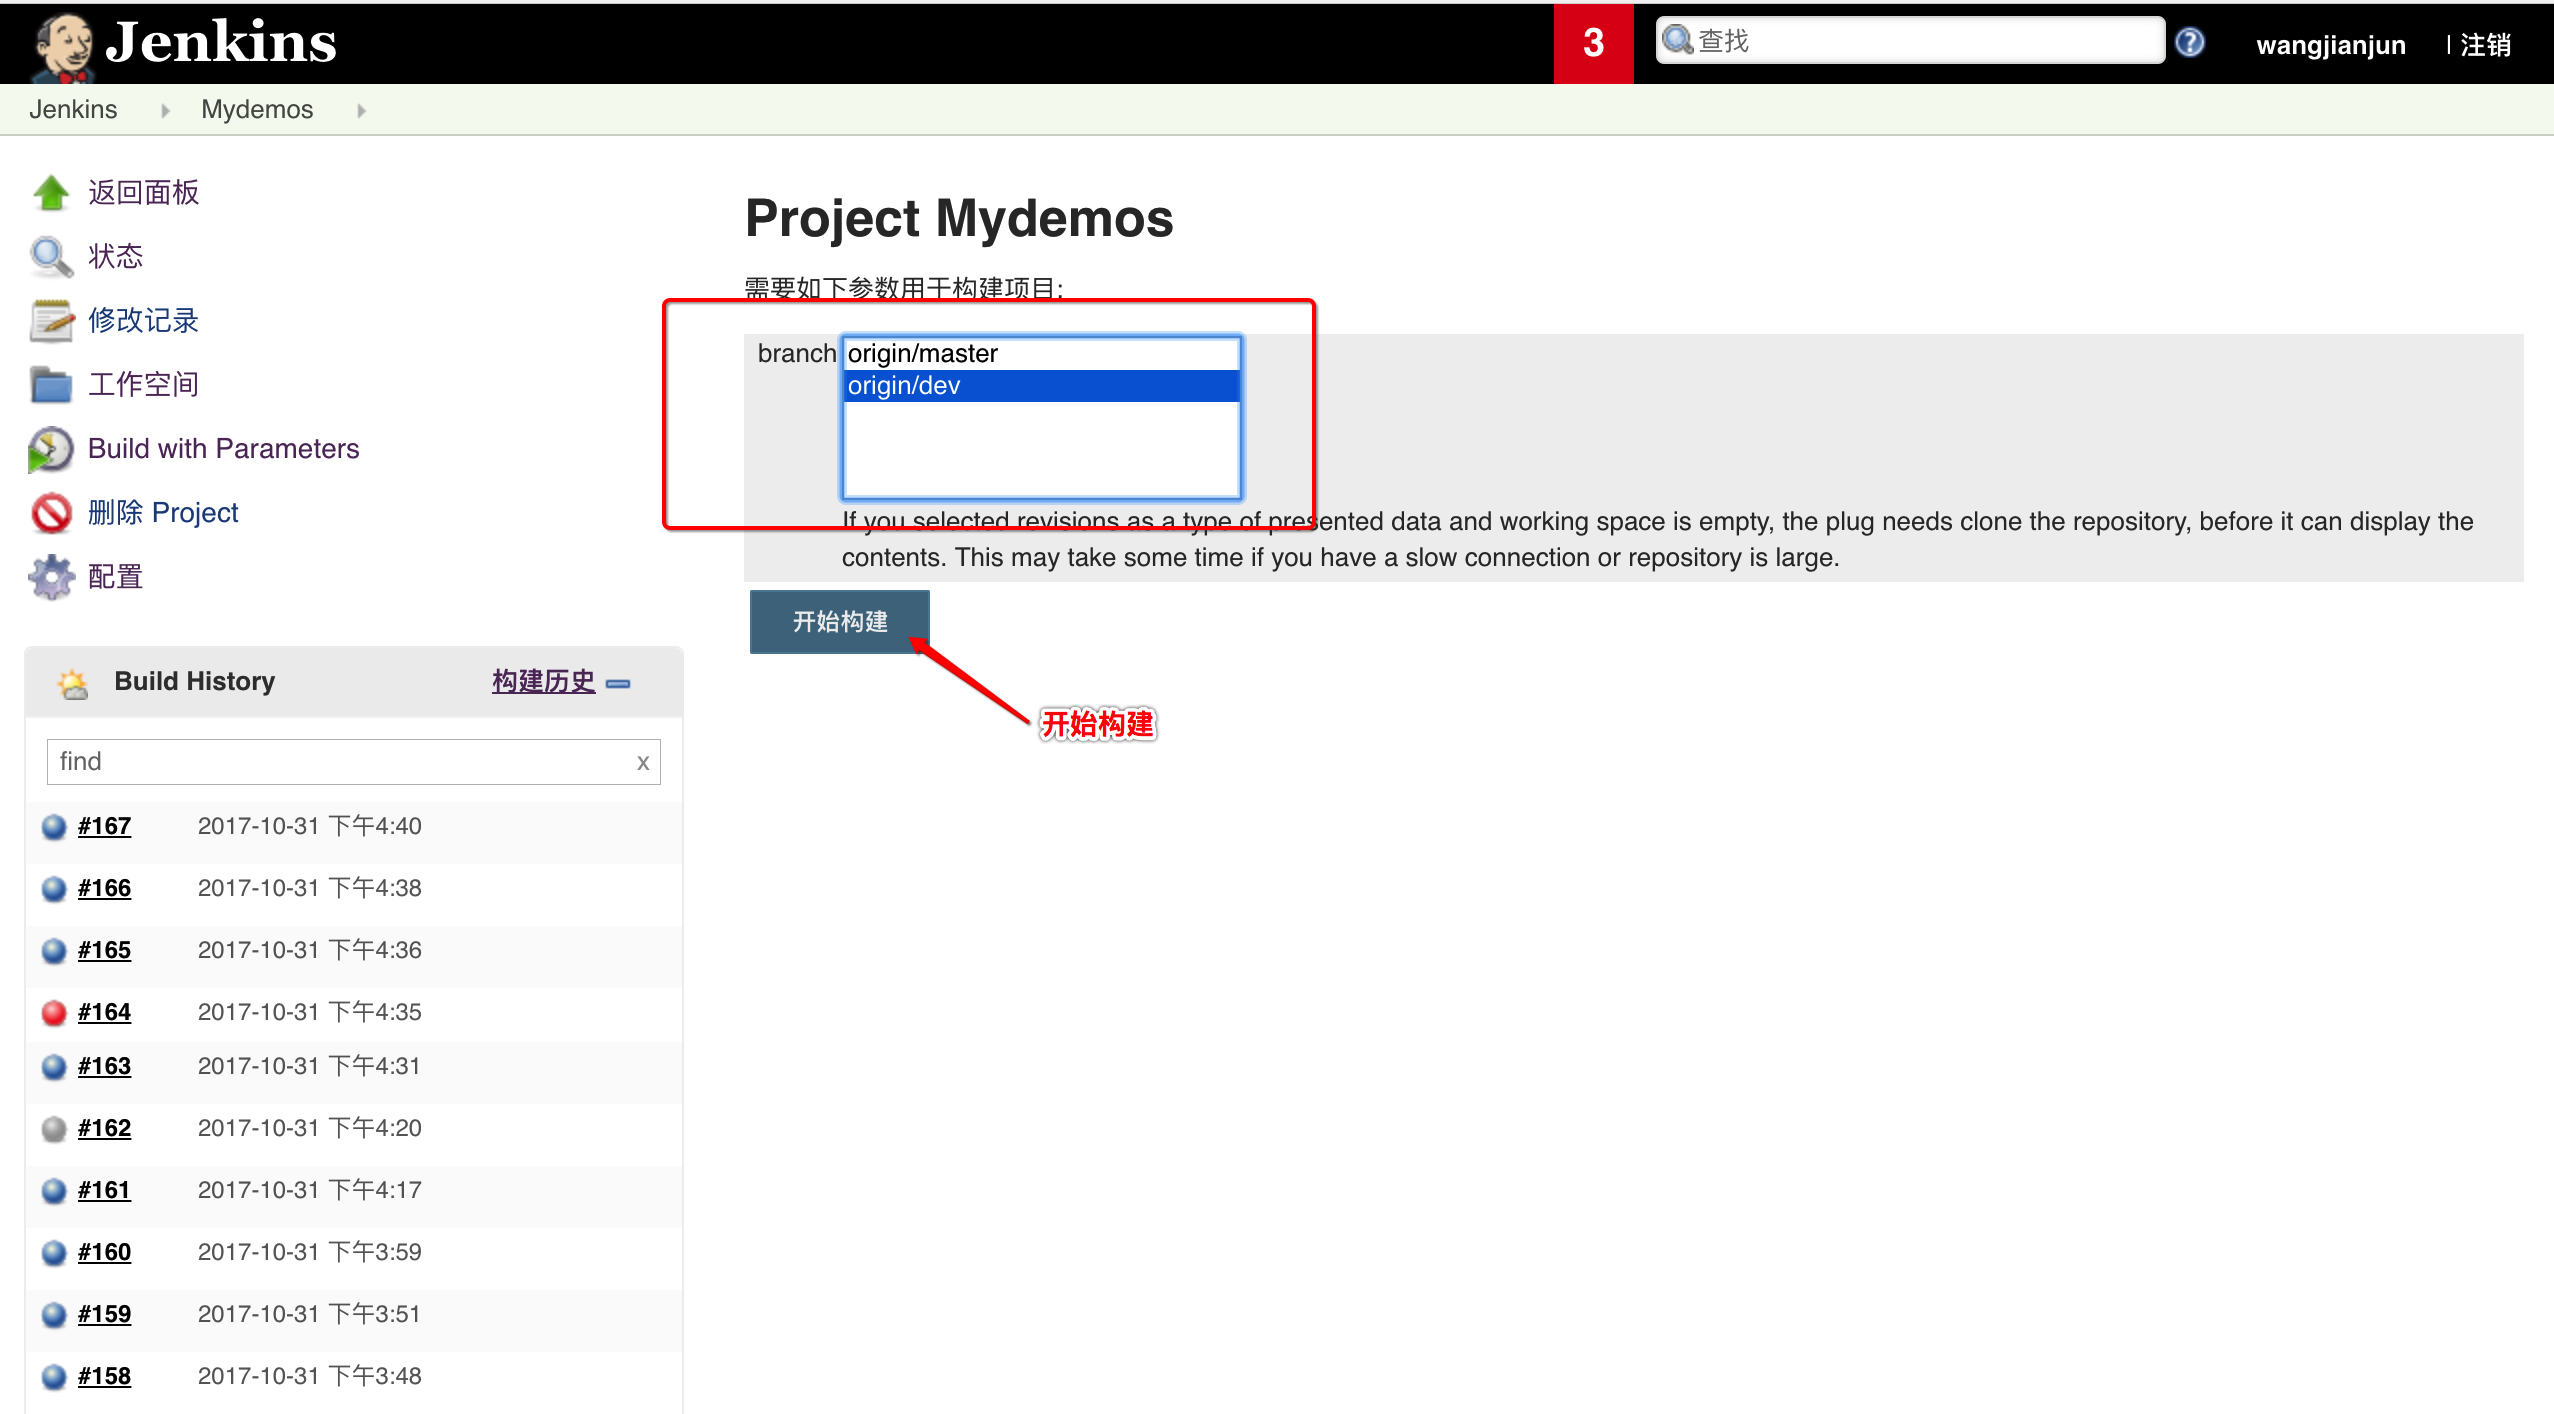 Jenkins
3
查找
wangjianjun
| 注销
Jenkins
Mydemos
返回面板
状态
修改记录
工作空间
Build with Parameters
删除 Project
配置
Project Mydemos
需要如下参数用于构建项目:
branch
origin/master
origin/dev
If you selected revisions as a type of presented data and working space is empty, the plug needs clone the repository, before it can display the
contents. This may take some time if you have a slow connection or repository is large.
开始构建
开始构建
Build History
构建历史
find
x
#167 2017-10-31 下午4:40
#166 2017-10-31 下午4:38
#165 2017-10-31 下午4:36
#164 2017-10-31 下午4:35
#163 2017-10-31 下午4:31
#162 2017-10-31 下午4:20
#161 2017-10-31 下午4:17
#160 2017-10-31 下午3:59
#159 2017-10-31 下午3:51
#158 2017-10-31 下午3:48